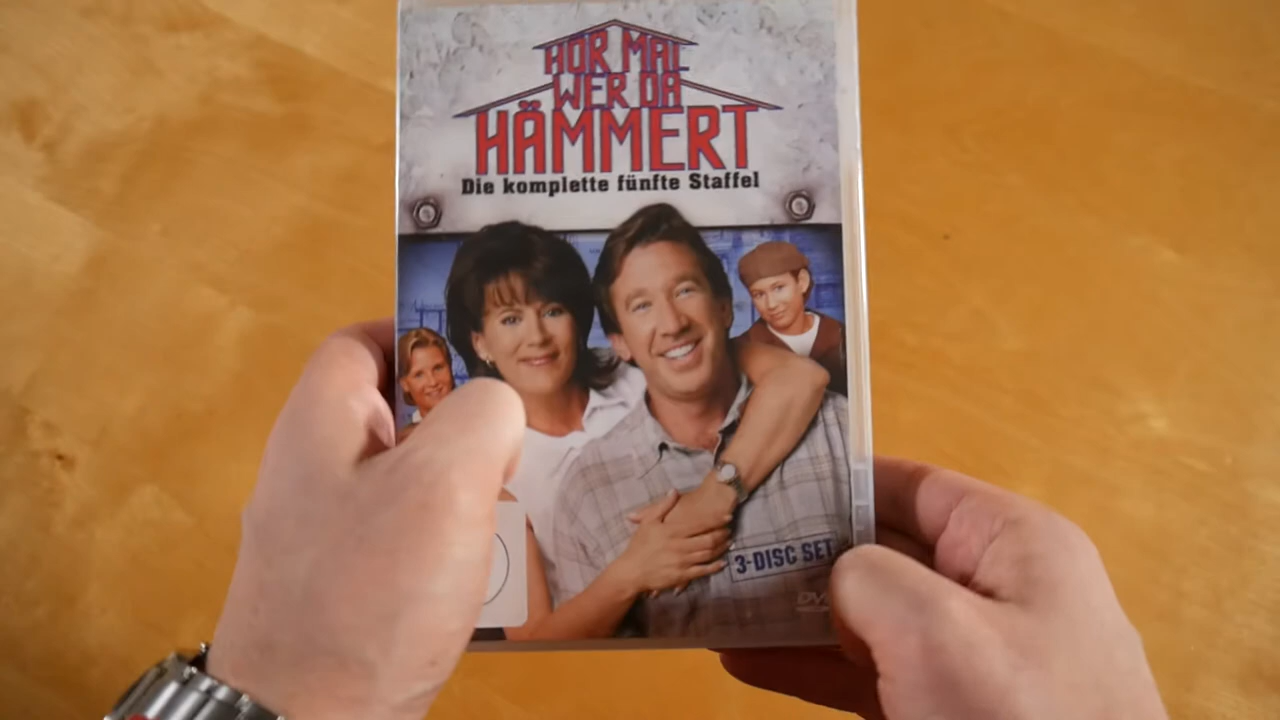 HÖR MAL
WER DA
HÄMMERT
Die komplette fünfte Staffel
3-DISC SET